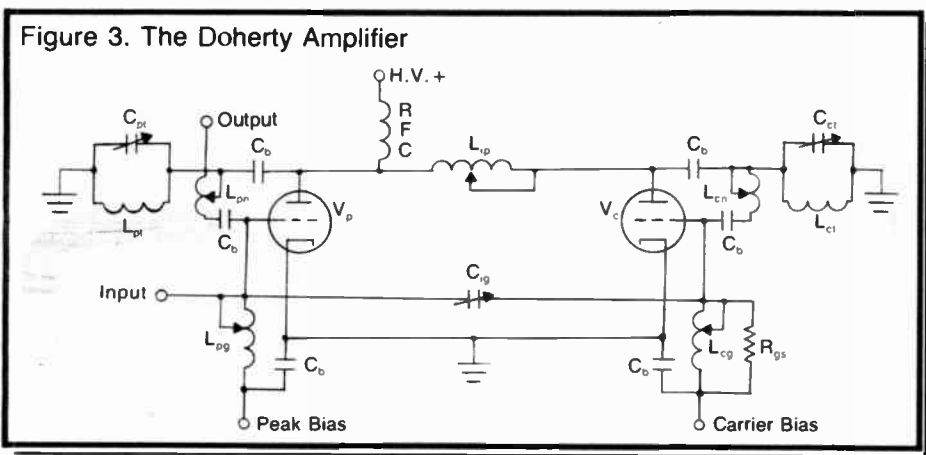 Figure 3. The Doherty Amplifier
H.V. +
R
F
C
Cpt
Output
Cb
Lip
Cb
Cct
Lpn
Vp
Vc
Lcn
Lpt
Cb
Cb
Lct
Input
Cig
Lpg
Cb
Cb
Lcg
Rgs
Peak Bias
Carrier Bias